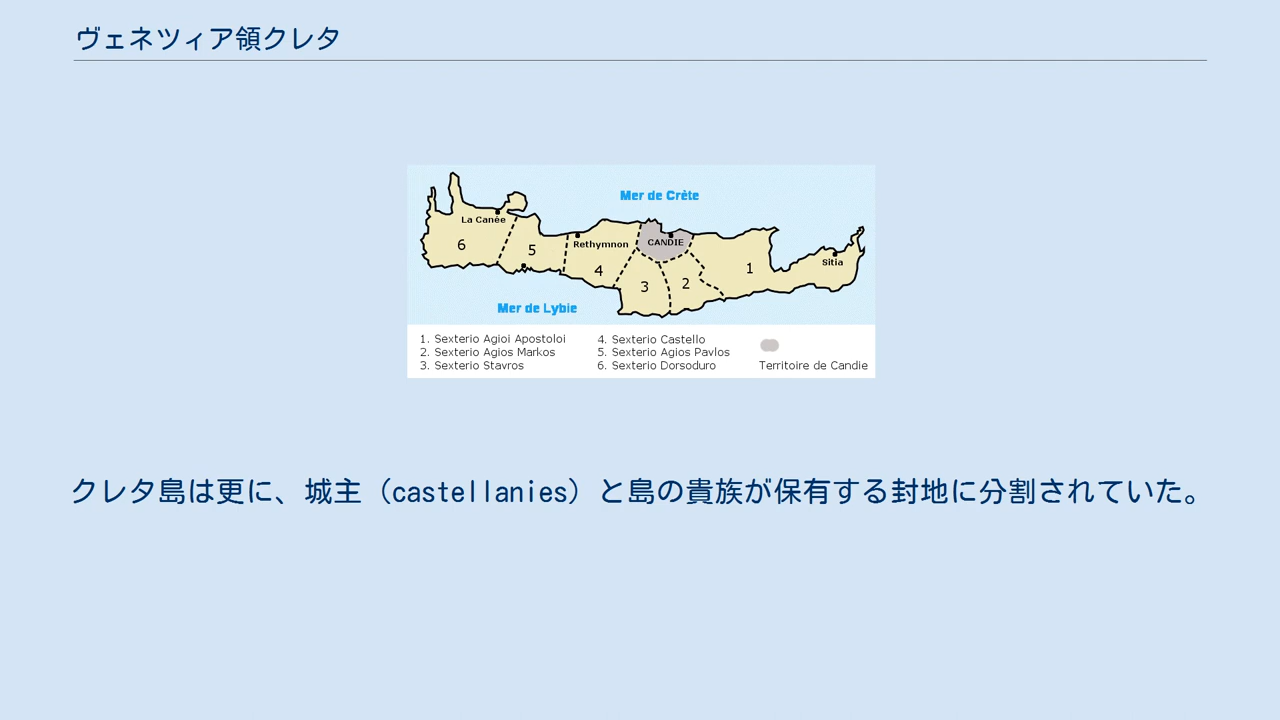 ヴェネツィア領クレタ
Mer de Crète
La Canée
Rethymnon
CANDIE
Sitia
6
5
4
3
2
1
Mer de Lybie
1. Sexterio Agioi Apostoloi
2. Sexterio Agios Markos
3. Sexterio Stavros
4. Sexterio Castello
5. Sexterio Agios Pavlos
6. Sexterio Dorsoduro
Territoire de Candie
クレタ島は更に、城主（castellanies）と島の貴族が保有する封地に分割されていた。